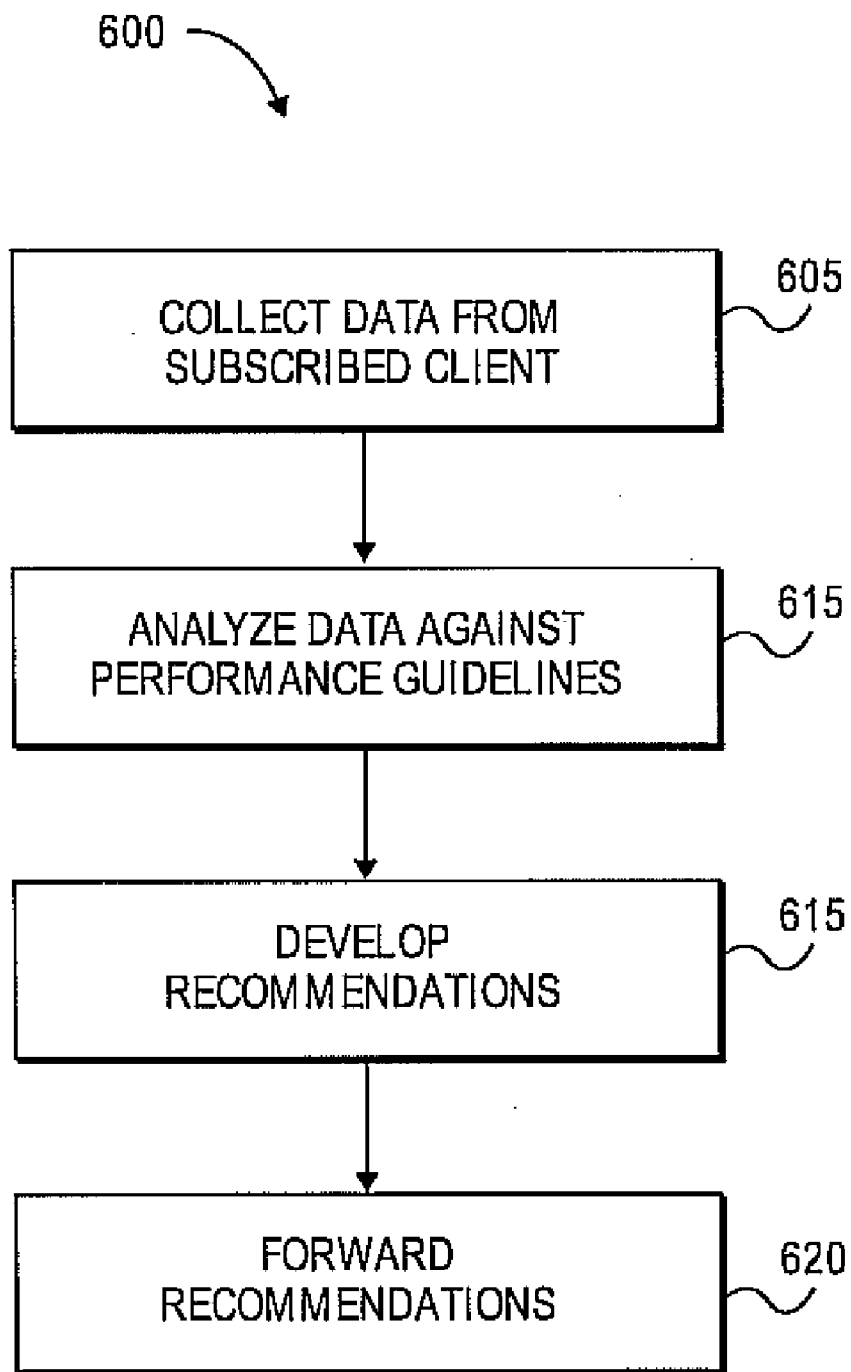 600
COLLECT DATA FROM
SUBSCRIBED CLIENT
605
ANALYZE DATA AGAINST
PERFORMANCE GUIDELINES
615
DEVELOP
RECOMMENDATIONS
615
FORWARD
RECOMMENDATIONS
620